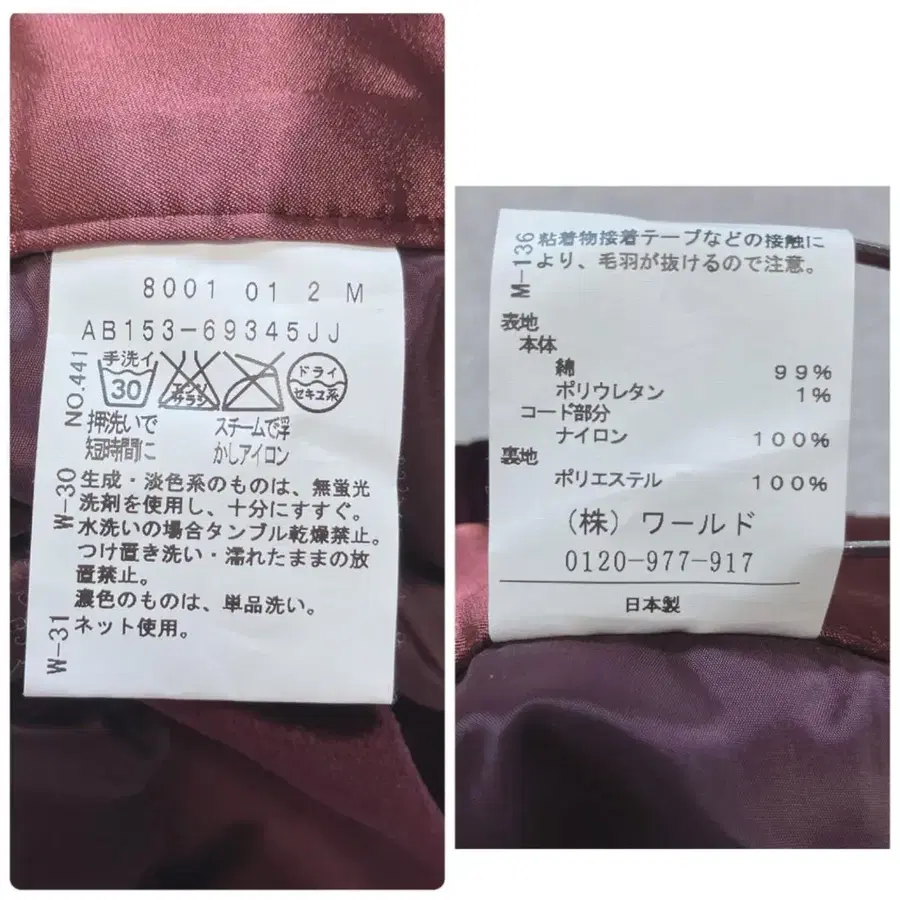 8001 01 2 M
AB153-69345JJ
NO.441
手洗イ
30
エンソ
サラシ
ドライ
セキユ系
押洗いで
短時間に
スチームで浮
かしアイロン
W-30
生成・淡色系のものは、無蛍光
洗剤を使用し、十分にすすぐ。
水洗いの場合タンブル乾燥禁止。
つけ置き洗い・濡れたままの放
置禁止。
濃色のものは、単品洗い。
W-31
ネット使用。
M-136
粘着物接着テープなどの接触に
より、毛羽が抜けるので注意。
表地
本体
綿 99%
ポリウレタン 1%
コード部分
ナイロン 100%
裏地
ポリエステル 100%
(株) ワールド
0120-977-917
日本製